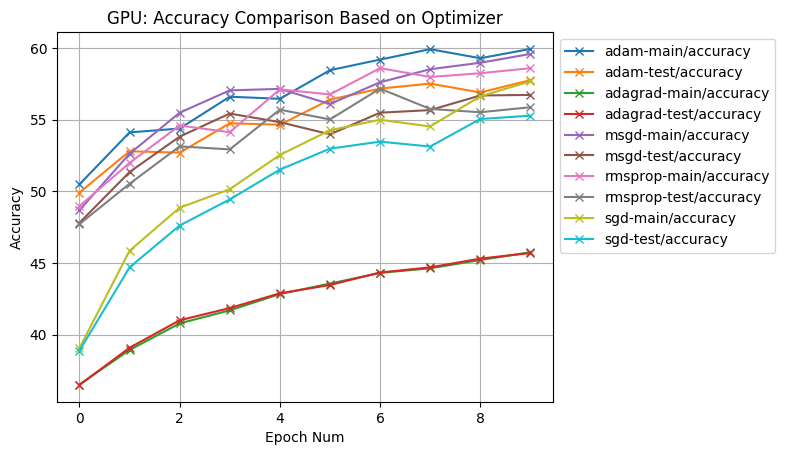 GPU: Accuracy Comparison Based on Optimizer
60
55
50
45
40
Accuracy
0 2 4 6 8
Epoch Num
adam-main/accuracy
adam-test/accuracy
adagrad-main/accuracy
adagrad-test/accuracy
msgd-main/accuracy
msgd-test/accuracy
rmsprop-main/accuracy
rmsprop-test/accuracy
sgd-main/accuracy
sgd-test/accuracy